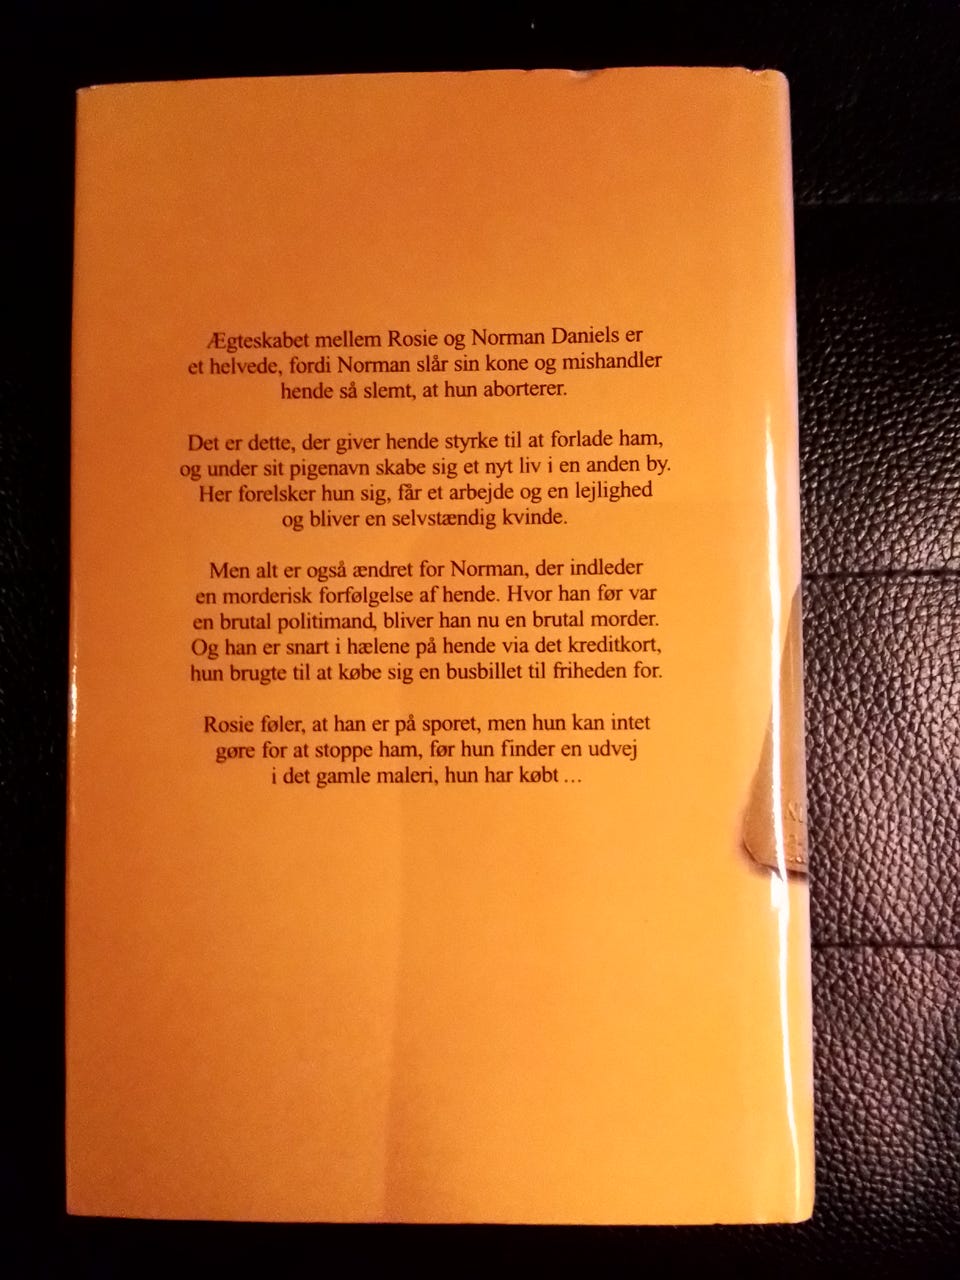 Ægteskabet mellem Rosie og Norman Daniels er
et helvede, fordi Norman slår sin kone og mishandler
hende så slemt, at hun aborterer.
Det er dette, der giver hende styrke til at forlade ham,
og under sit pigenavn skabe sig et nyt liv i en anden by.
Her forelsker hun sig, får et arbejde og en lejlighed
og bliver en selvstændig kvinde.
Men alt er også ændret for Norman, der indleder
en morderisk forfølgelse af hende. Hvor han før var
en brutal politimand, bliver han nu en brutal morder.
Og han er snart i hælene på hende via det kreditkort,
hun brugte til at købe sig en busbillet til friheden for.
Rosie føler, at han er på sporet, men hun kan intet
gøre for at stoppe ham, før hun finder en udvej
i det gamle maleri, hun har købt ...